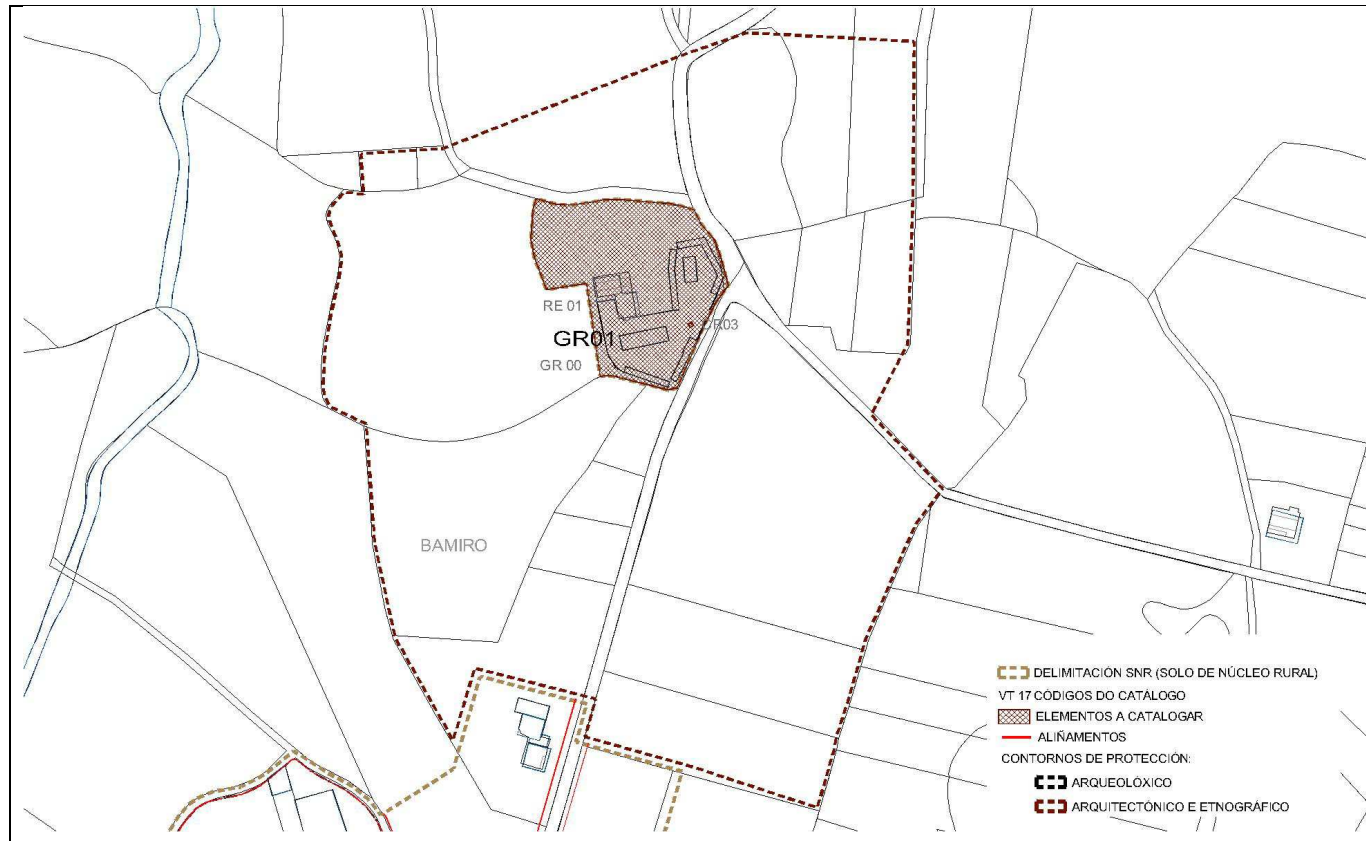 RE 01
CR03
GR01
GR 00
BAMIRO
DELIMITACIÓN SNR (SOLO DE NÚCLEO RURAL)
VT 17 CÓDIGOS DO CATÁLOGO
ELEMENTOS A CATALOGAR
ALIÑAMENTOS
CONTORNOS DE PROTECCIÓN:
ARQUEOLÓXICO
ARQUITECTÓNICO E ETNOGRÁFICO